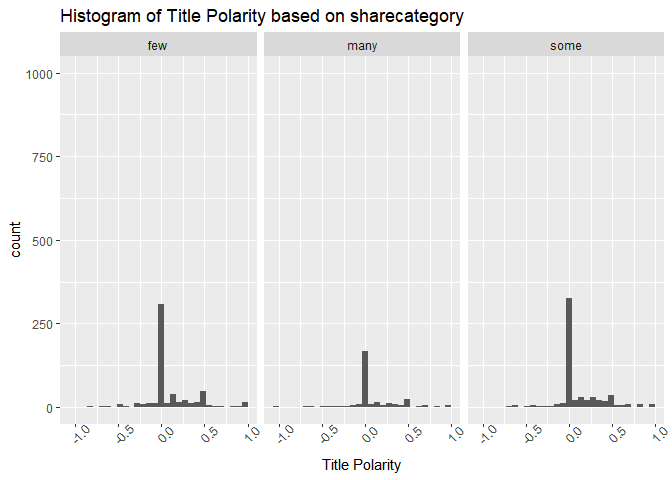 Histogram of Title Polarity based on sharecategory
few many some
1000
750
500
250
0
count
-1.0 -0.5 0.0 0.5 1.0 -1.0 -0.5 0.0 0.5 1.0 -1.0 -0.5 0.0 0.5 1.0
Title Polarity